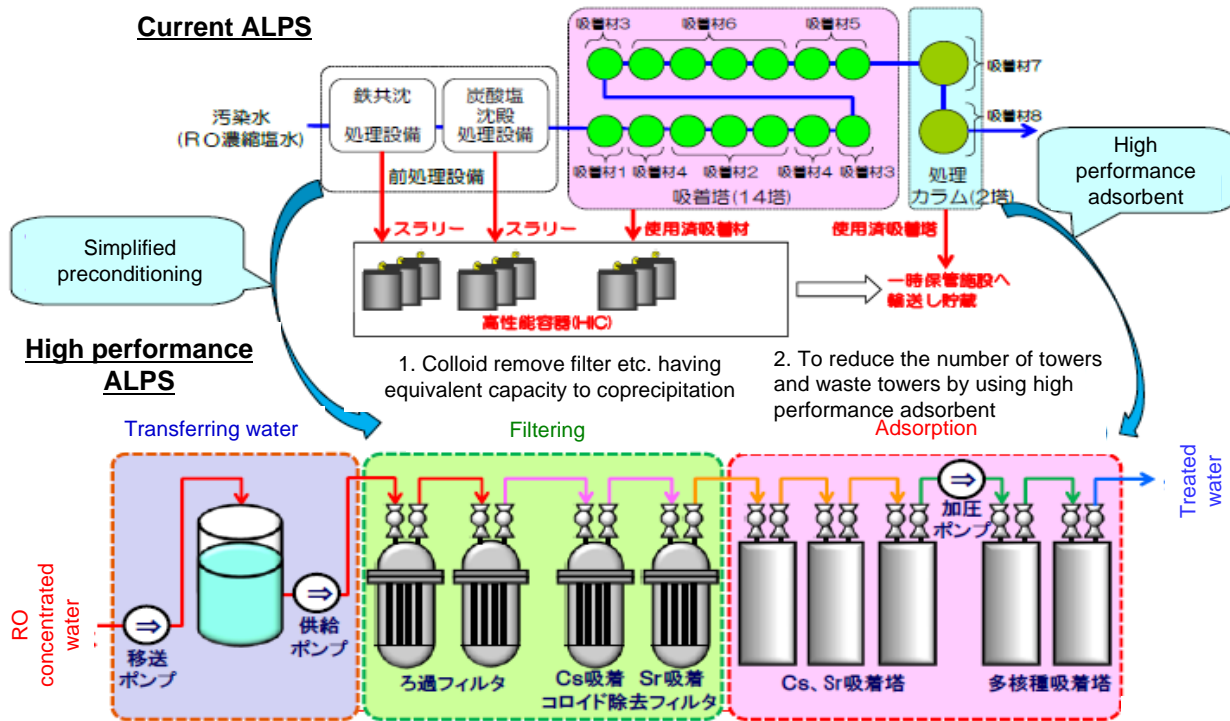 Current ALPS
吸着材3
吸着材6
吸着材5
吸着材7
汚染水
(RO濃縮塩水)
鉄共沈
処理設備
炭酸塩
沈殿
処理設備
前処理設備
吸着材8
吸着材1
吸着材4
吸着材2
吸着材4
吸着材3
吸着塔(14塔)
処理
カラム(2塔)
High
performance
adsorbent
Simplified
preconditioning
スラリー
スラリー
使用済吸着材
使用済吸着塔
一時保管施設へ
輸送し貯蔵
高性能容器(HIC)
High performance
ALPS
1. Colloid remove filter etc. having
equivalent capacity to coprecipitation
2. To reduce the number of towers
and waste towers by using high
performance adsorbent
Transferring water
Filtering
Adsorption
RO
concentrated
water
⇒
移送
ポンプ
⇒
供給
ポンプ
ろ過フィルタ
Cs吸着
Sr吸着
コロイド除去フィルタ
Cs、Sr吸着塔
⇒
加圧
ポンプ
多核種吸着塔
Treated
water